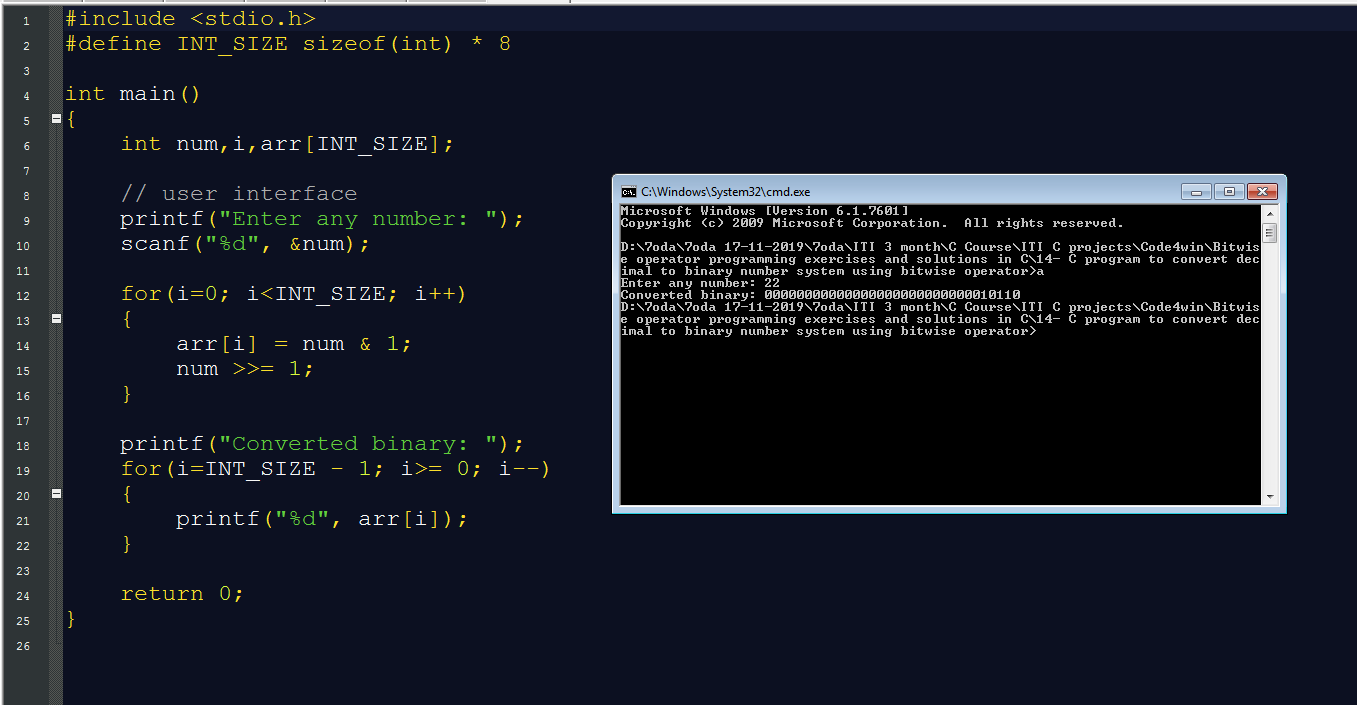 1 #include <stdio.h>
2 #define INT_SIZE sizeof(int) * 8
3
4 int main()
5 {
6 int num,i,arr[INT_SIZE];
7
8 // user interface
9 printf("Enter any number: ");
10 scanf("%d", &num);
11
12 for(i=0; i<INT_SIZE; i++)
13 {
14 arr[i] = num & 1;
15 num >>= 1;
16 }
17
18 printf("Converted binary: ");
19 for(i=INT_SIZE - 1; i>= 0; i--)
20 {
21 printf("%d", arr[i]);
22 }
23
24 return 0;
25 }
26
C:\Windows\System32\cmd.exe
Microsoft Windows [Version 6.1.7601]
Copyright (c) 2009 Microsoft Corporation.  All rights reserved.
D:\7oda\7oda 17-11-2019\7oda\ITI 3 month\C Course\ITI C projects\Code4win\Bitwis
e operator programming exercises and solutions in C\14- C program to convert dec
imal to binary number system using bitwise operator>a
Enter any number: 22
Converted binary: 00000000000000000000000000010110
D:\7oda\7oda 17-11-2019\7oda\ITI 3 month\C Course\ITI C projects\Code4win\Bitwis
e operator programming exercises and solutions in C\14- C program to convert dec
imal to binary number system using bitwise operator>